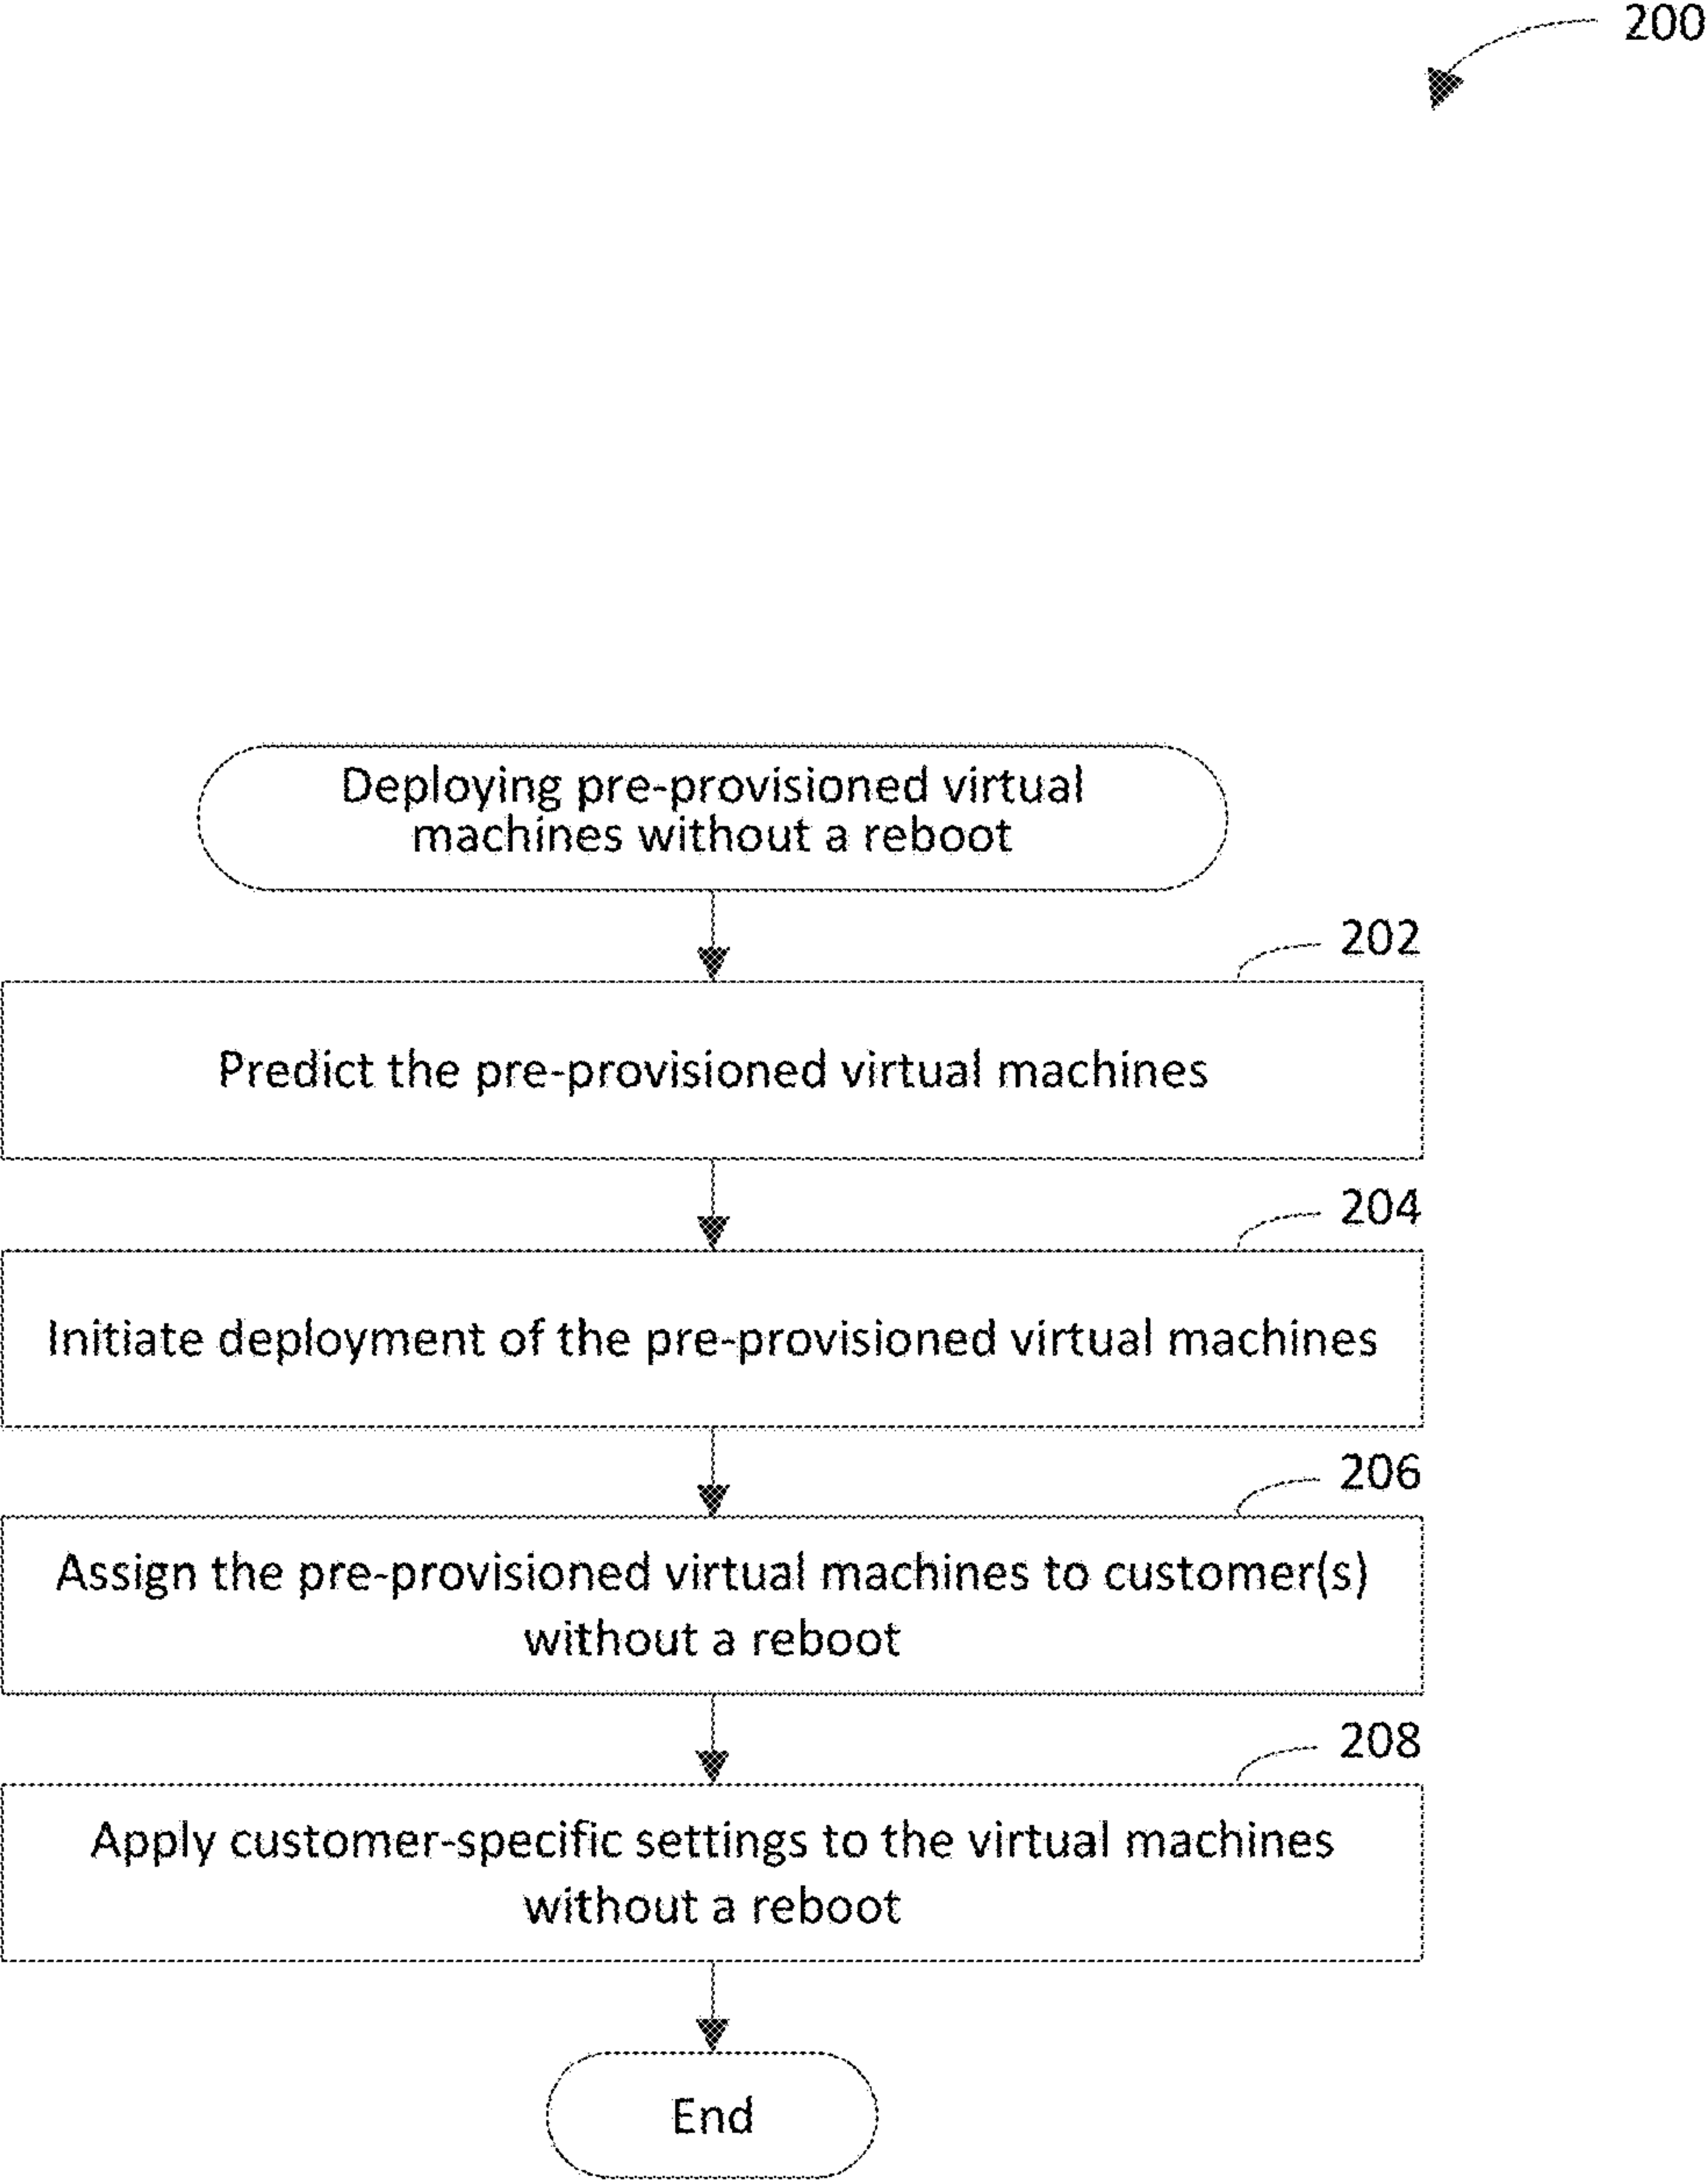 200
Deploying pre-provisioned virtual
machines without a reboot
202
Predict the pre-provisioned virtual machines
204
Initiate deployment of the pre-provisioned virtual machines
206
Assign the pre-provisioned virtual machines to customer(s)
without a reboot
208
Apply customer-specific settings to the virtual machines
without a reboot
End